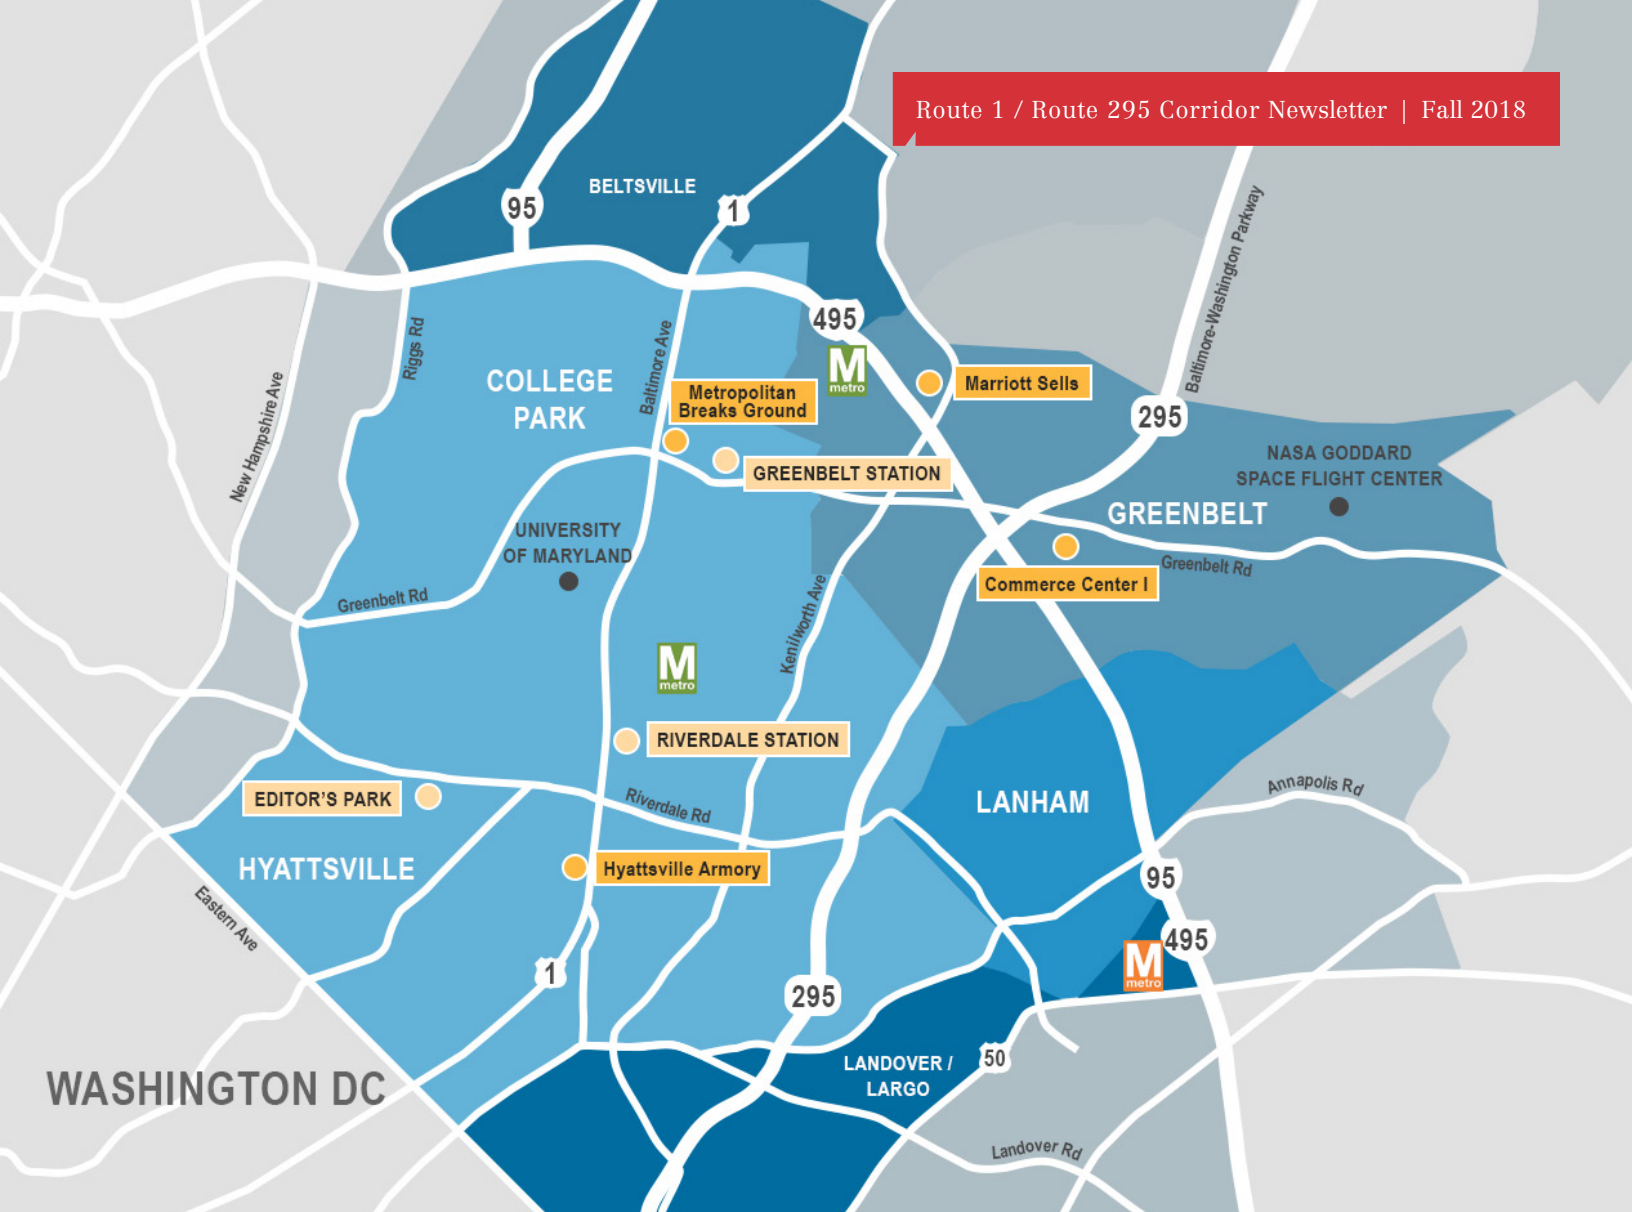 Route 1 / Route 295 Corridor Newsletter | Fall 2018
BELTSVILLE
95
1
Baltimore-Washington Parkway
495
M
metro
Riggs Rd
Baltimore Ave
COLLEGE
PARK
Metropolitan
Breaks Ground
Marriott Sells
295
New Hampshire Ave
GREENBELT STATION
NASA GODDARD
SPACE FLIGHT CENTER
GREENBELT
UNIVERSITY
OF MARYLAND
Greenbelt Rd
Commerce Center I
Greenbelt Rd
Kenilworth Ave
M
metro
RIVERDALE STATION
EDITOR'S PARK
Riverdale Rd
LANHAM
Annapolis Rd
HYATTSVILLE
Hyattsville Armory
95
Eastern Ave
495
M
metro
1
295
LANDOVER /
LARGO
50
WASHINGTON DC
Landover Rd